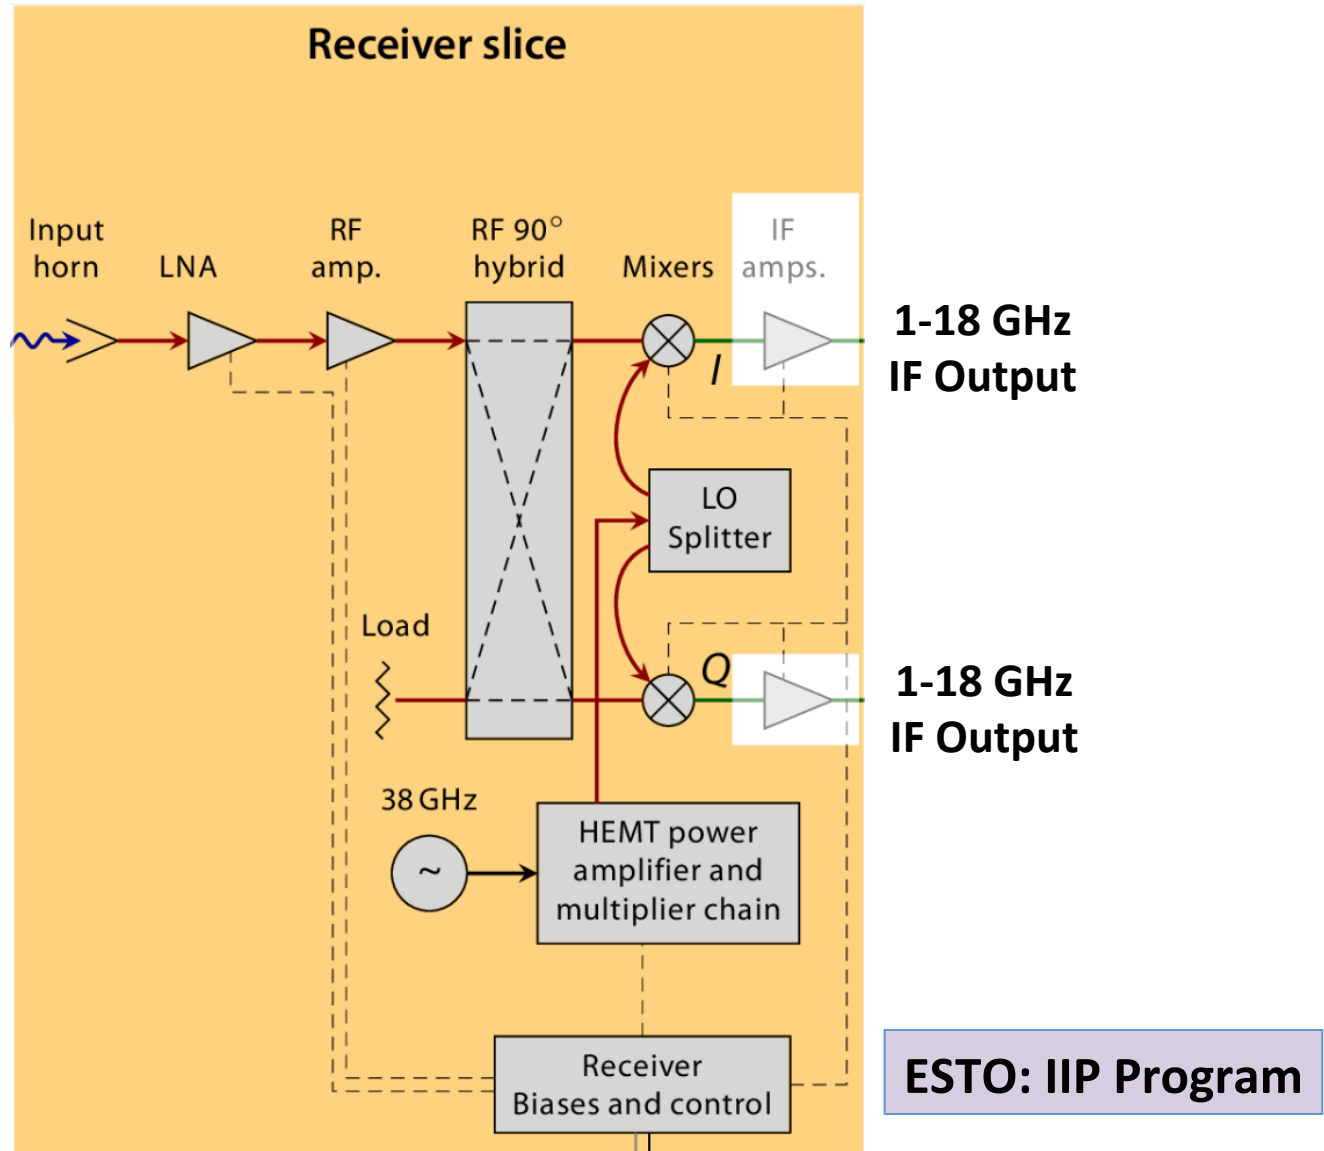 Receiver slice
Input
horn
LNA
RF
amp.
RF 90°
hybrid
Mixers
IF
amps.
1-18 GHz
IF Output
I
LO
Splitter
Load
Q
1-18 GHz
IF Output
38 GHz
~
HEMT power
amplifier and
multiplier chain
Receiver
Biases and control
ESTO: IIP Program